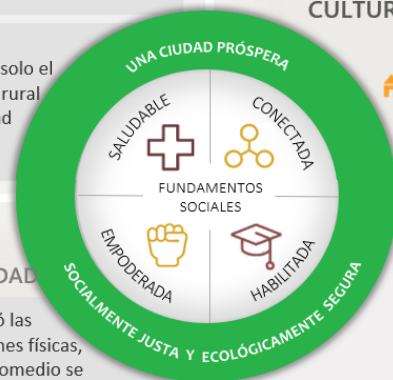 CULTUR
solo el
rural
d
UNA CIUDAD PRÓSPERA
SALUDABLE
CONECTADA
FUNDAMENTOS
SOCIALES
EMPODERADA
HABILITADA
SOCIALMENTE JUSTA Y ECOLÓGICAMENTE SEGURA
DAD
ó las
nes físicas,
omedio se